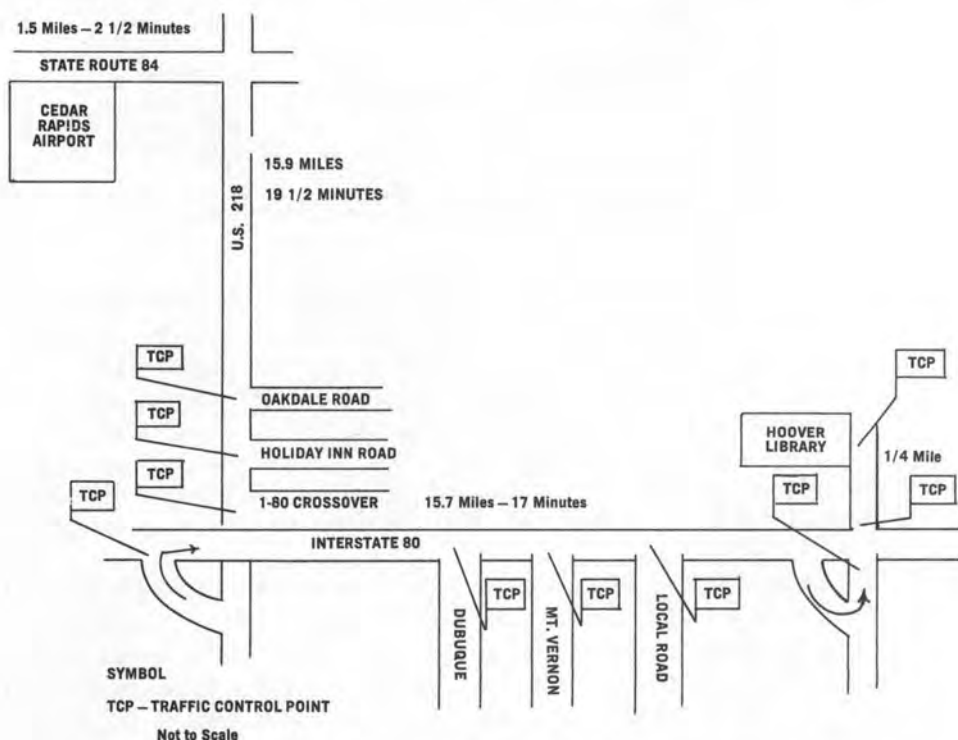 1.5 Miles – 2 1/2 Minutes
STATE ROUTE 84
CEDAR
RAPIDS
AIRPORT
15.9 MILES
19 1/2 MINUTES
U.S. 218
TCP
OAKDALE ROAD
TCP
HOLIDAY INN ROAD
TCP
1-80 CROSSOVER
TCP
15.7 Miles – 17 Minutes
INTERSTATE 80
TCP
HOOVER
LIBRARY
1/4 Mile
TCP
TCP
DUBUQUE
TCP
MT. VERNON
TCP
LOCAL ROAD
TCP
SYMBOL
TCP – TRAFFIC CONTROL POINT
Not to Scale